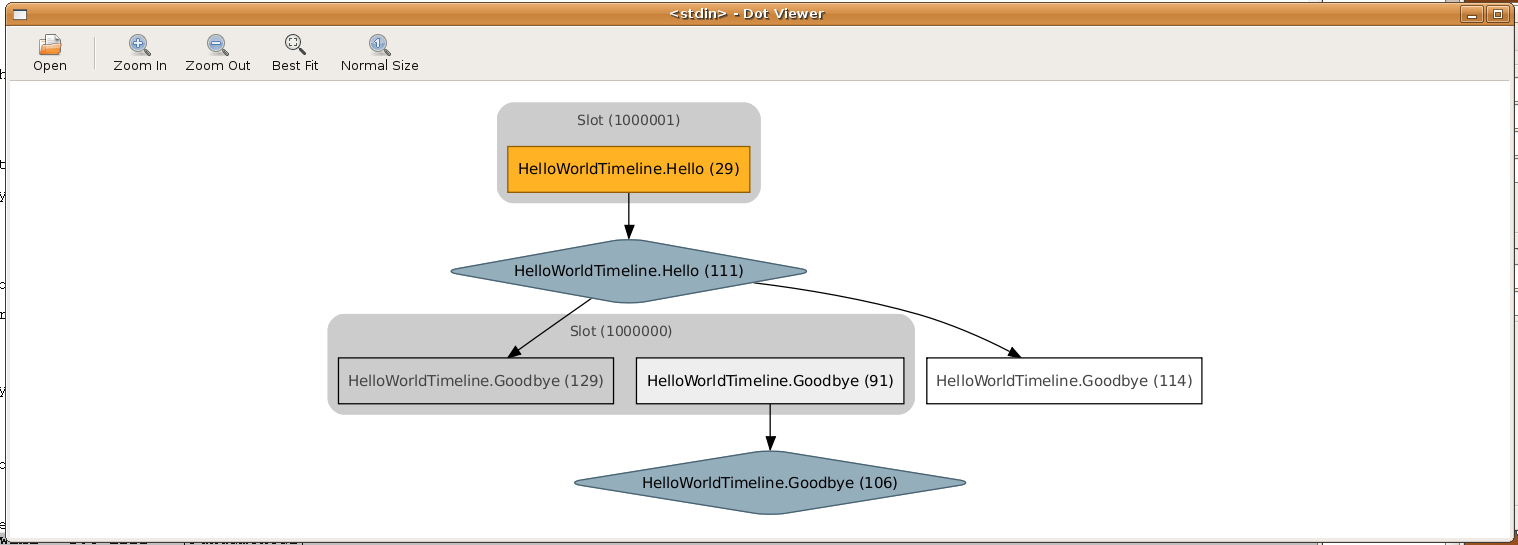 <stdin> - Dot Viewer
Open
Zoom In
Zoom Out
Best Fit
Normal Size
Slot (1000001)
HelloWorldTimeline.Hello (29)
HelloWorldTimeline.Hello (111)
Slot (1000000)
HelloWorldTimeline.Goodbye (129)
HelloWorldTimeline.Goodbye (91)
HelloWorldTimeline.Goodbye (114)
HelloWorldTimeline.Goodbye (106)